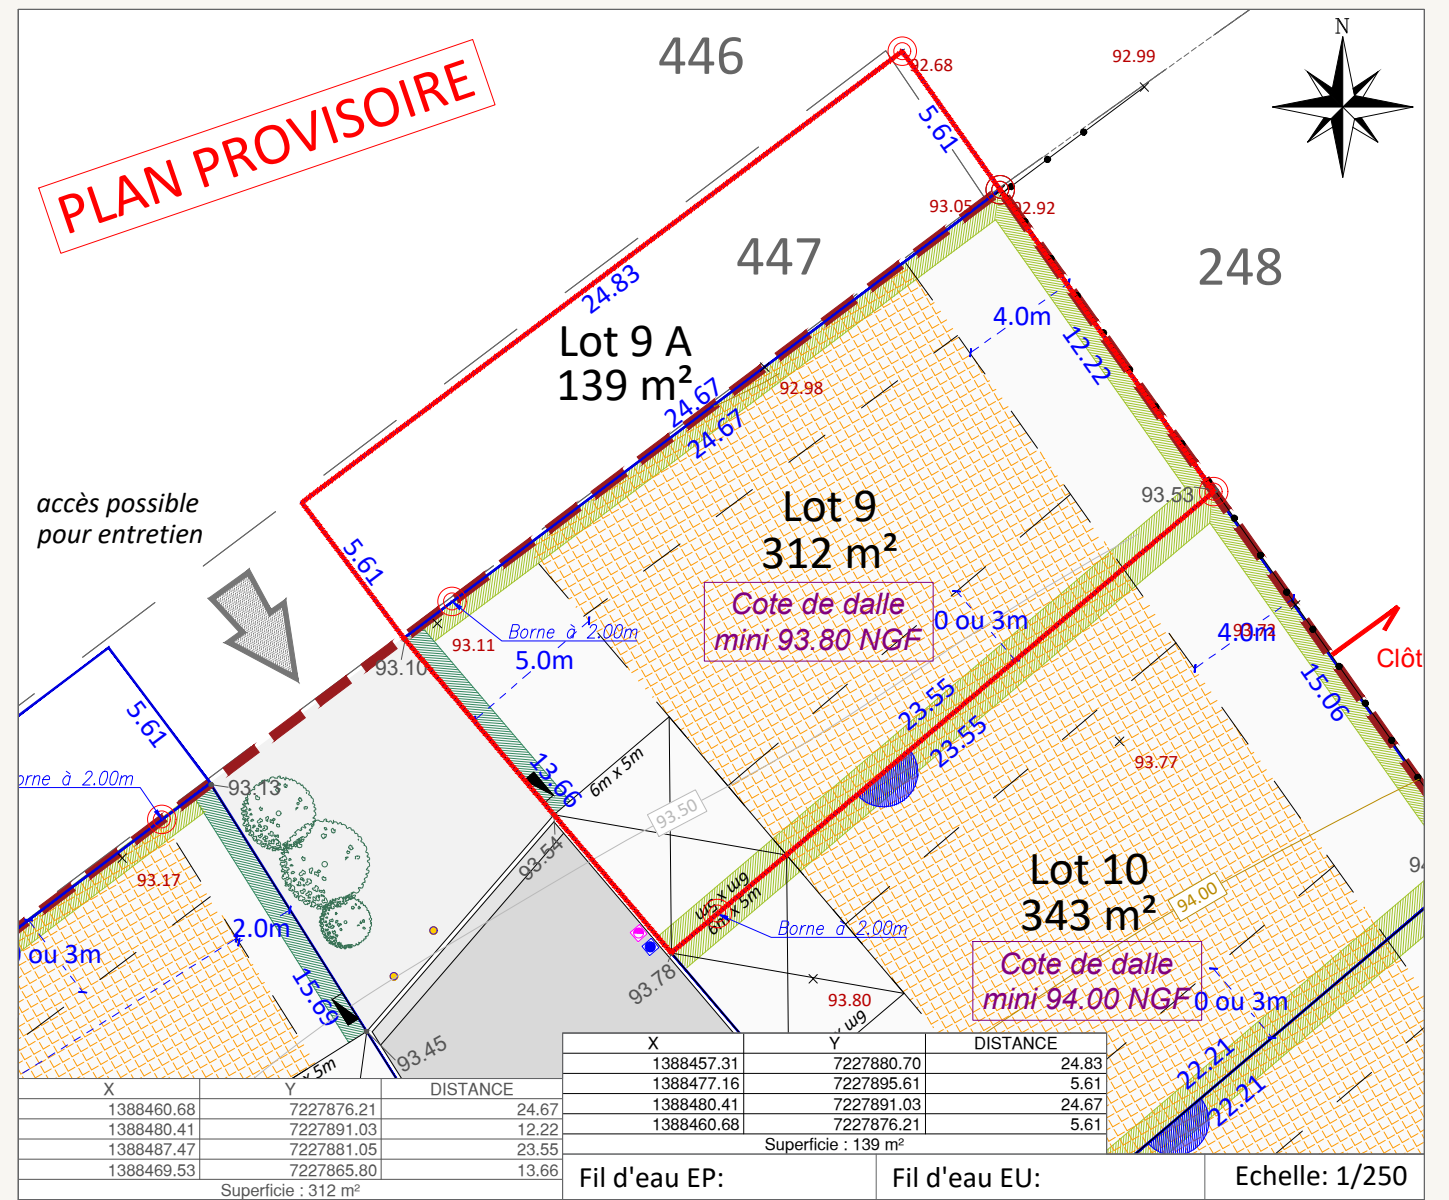 PLAN PROVISOIRE
446
92.68
92.99
N
5.61
93.05
92.92
447
248
24.83
4.0m
Lot 9 A
139 m²
12.22
24.67
24.67
92.98
accès possible
pour entretien
5.61
Lot 9
312 m²
93.53
Cote de dalle
mini 93.80 NGF
0 ou 3m
Borne à 2.00m
93.11
5.0m
93.10
4.0m
93.72
Clôt
15.06
5.61
23.55
23.55
orne à 2.00m
93.13
13.66
6m x 5m
93.50
93.77
93.54
93.17
Lot 10
343 m²
94.00
6m x 5m
6m x 5m
Borne à 2.00m
2.0m
ou 3m
Cote de dalle
mini 94.00 NGF
0 ou 3m
15.69
93.78
93.80
93.45
22.21
22.21
X Y DISTANCE
1388457.31 7227880.70 24.83
1388477.16 7227895.61 5.61
1388480.41 7227891.03 24.67
1388460.68 7227876.21 5.61
Superficie : 139 m²
X Y DISTANCE
1388460.68 7227876.21 24.67
1388480.41 7227891.03 12.22
1388487.47 7227881.05 23.55
1388469.53 7227865.80 13.66
Superficie : 312 m²
Fil d'eau EP:
Fil d'eau EU:
Echelle: 1/250